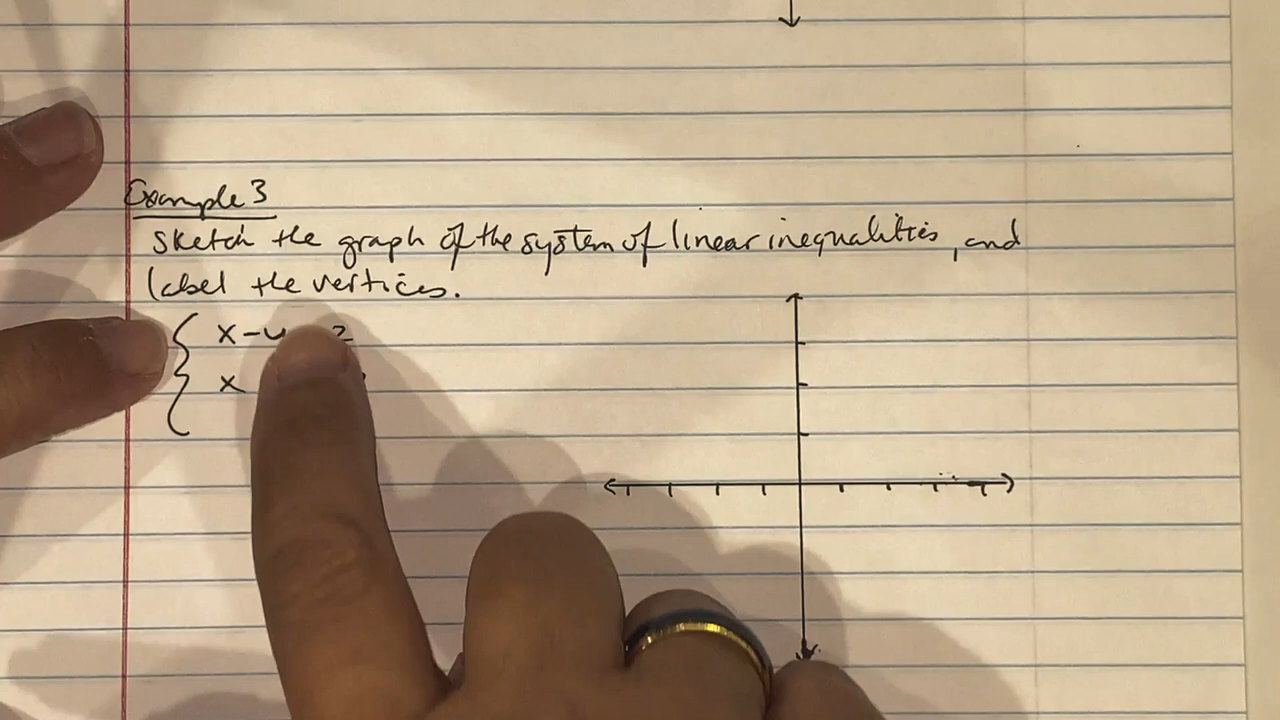 Example 3
Sketch the graph of the system of linear inequalities, and
label the vertices.
x-
x